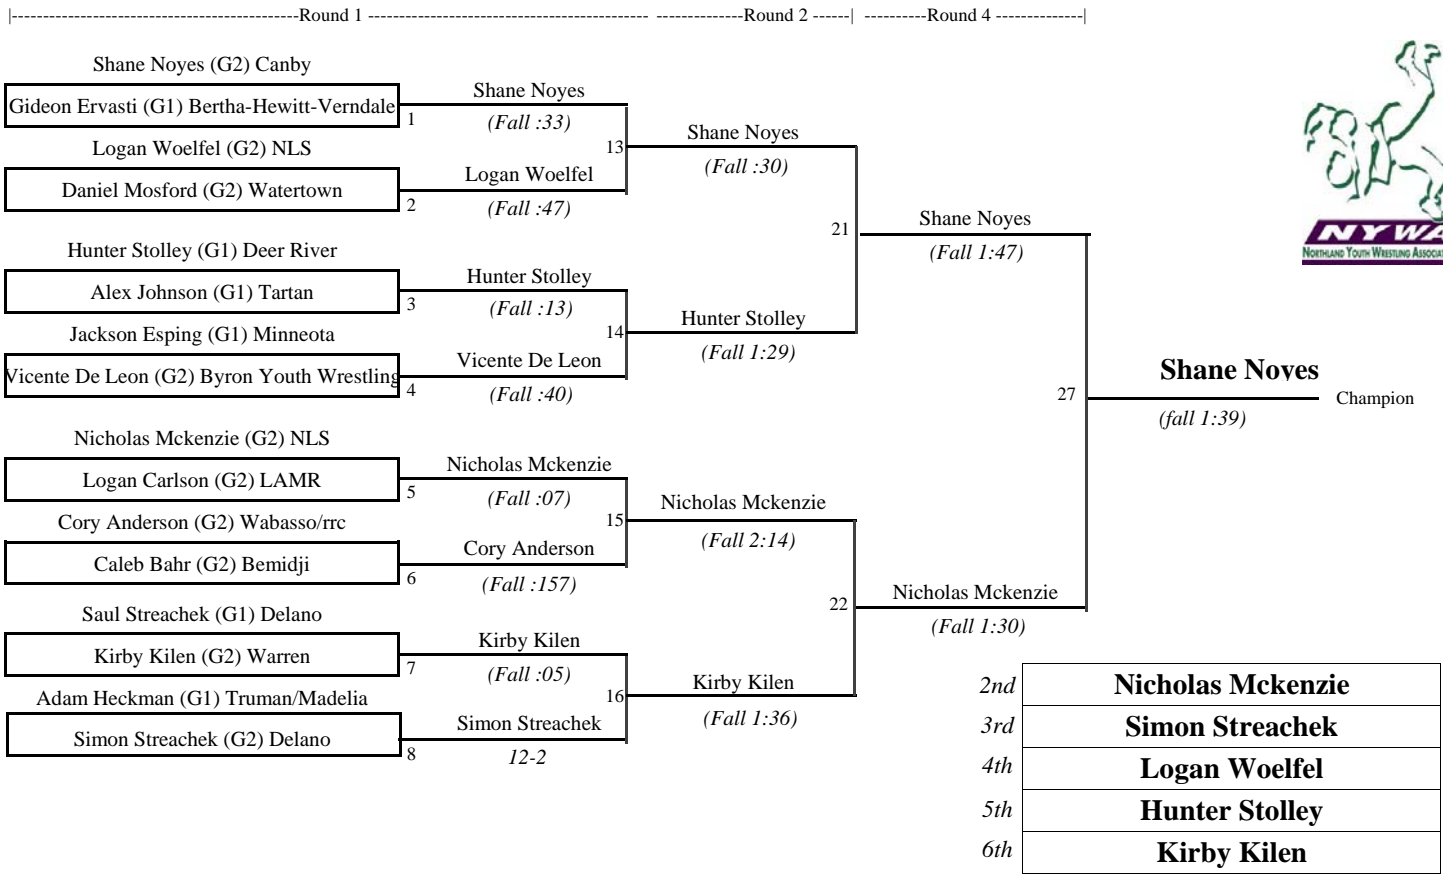 |-----------------------------------------------Round 1 ---------------------------------------------- --------------Round 2 ------| ----------Round 4 --------------|
Shane Noyes (G2) Canby
Gideon Ervasti (G1) Bertha-Hewitt-Verndale
1
Shane Noyes
(Fall :33)
Logan Woelfel (G2) NLS
Daniel Mosford (G2) Watertown
2
Logan Woelfel
(Fall :47)
13
Shane Noyes
(Fall :30)
Hunter Stolley (G1) Deer River
Alex Johnson (G1) Tartan
3
Hunter Stolley
(Fall :13)
Jackson Esping (G1) Minneota
Vicente De Leon (G2) Byron Youth Wrestling
4
Vicente De Leon
(Fall :40)
14
Hunter Stolley
(Fall 1:29)
21
Shane Noyes
(Fall 1:47)
Nicholas Mckenzie (G2) NLS
Logan Carlson (G2) LAMR
5
Nicholas Mckenzie
(Fall :07)
Cory Anderson (G2) Wabasso/rrc
Caleb Bahr (G2) Bemidji
6
Cory Anderson
(Fall :157)
15
Nicholas Mckenzie
(Fall 2:14)
Saul Streachek (G1) Delano
Kirby Kilen (G2) Warren
7
Kirby Kilen
(Fall :05)
Adam Heckman (G1) Truman/Madelia
Simon Streachek (G2) Delano
8
Simon Streachek
12-2
16
Kirby Kilen
(Fall 1:36)
22
Nicholas Mckenzie
(Fall 1:30)
27
Shane Noyes
(fall 1:39)
Champion
NYWA
NORTHLAND YOUTH WRESTLING ASSOCIAT
2nd Nicholas Mckenzie
3rd Simon Streachek
4th Logan Woelfel
5th Hunter Stolley
6th Kirby Kilen